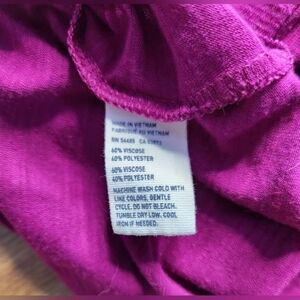 MADE IN VIETNAM
FABRIQUE AU VIETNAM
RN 54485 CA
60% VISCOSE
40% POLYESTER
60% VISCOSE
40% POLYESTER
MACHINE WASH COLD WITH
LIKE COLORS, GENTLE
CYCLE. DO NOT BLEACH.
TUMBLE DRY LOW. COOL
IRON IF NEEDED.